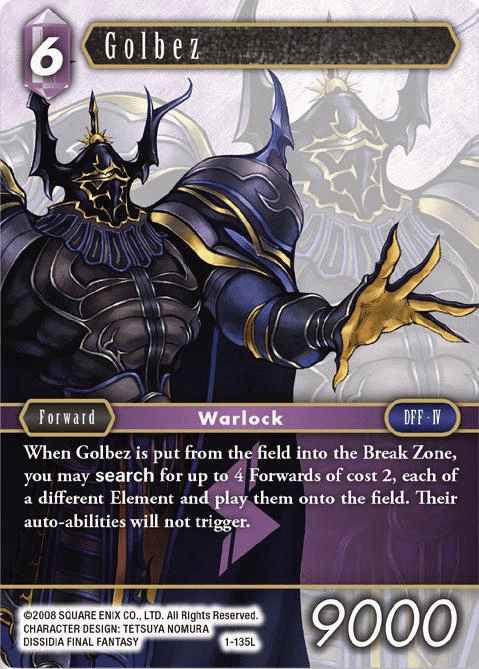 6
Golbez
Forward
Warlock
DFF · IV
When Golbez is put from the field into the Break Zone,
you may search for up to 4 Forwards of cost 2, each of
a different Element and play them onto the field. Their
auto-abilities will not trigger.
©2008 SQUARE ENIX CO., LTD. All Rights Reserved.
CHARACTER DESIGN: TETSUYA NOMURA
DISSIDIA FINAL FANTASY
1-135L
9000